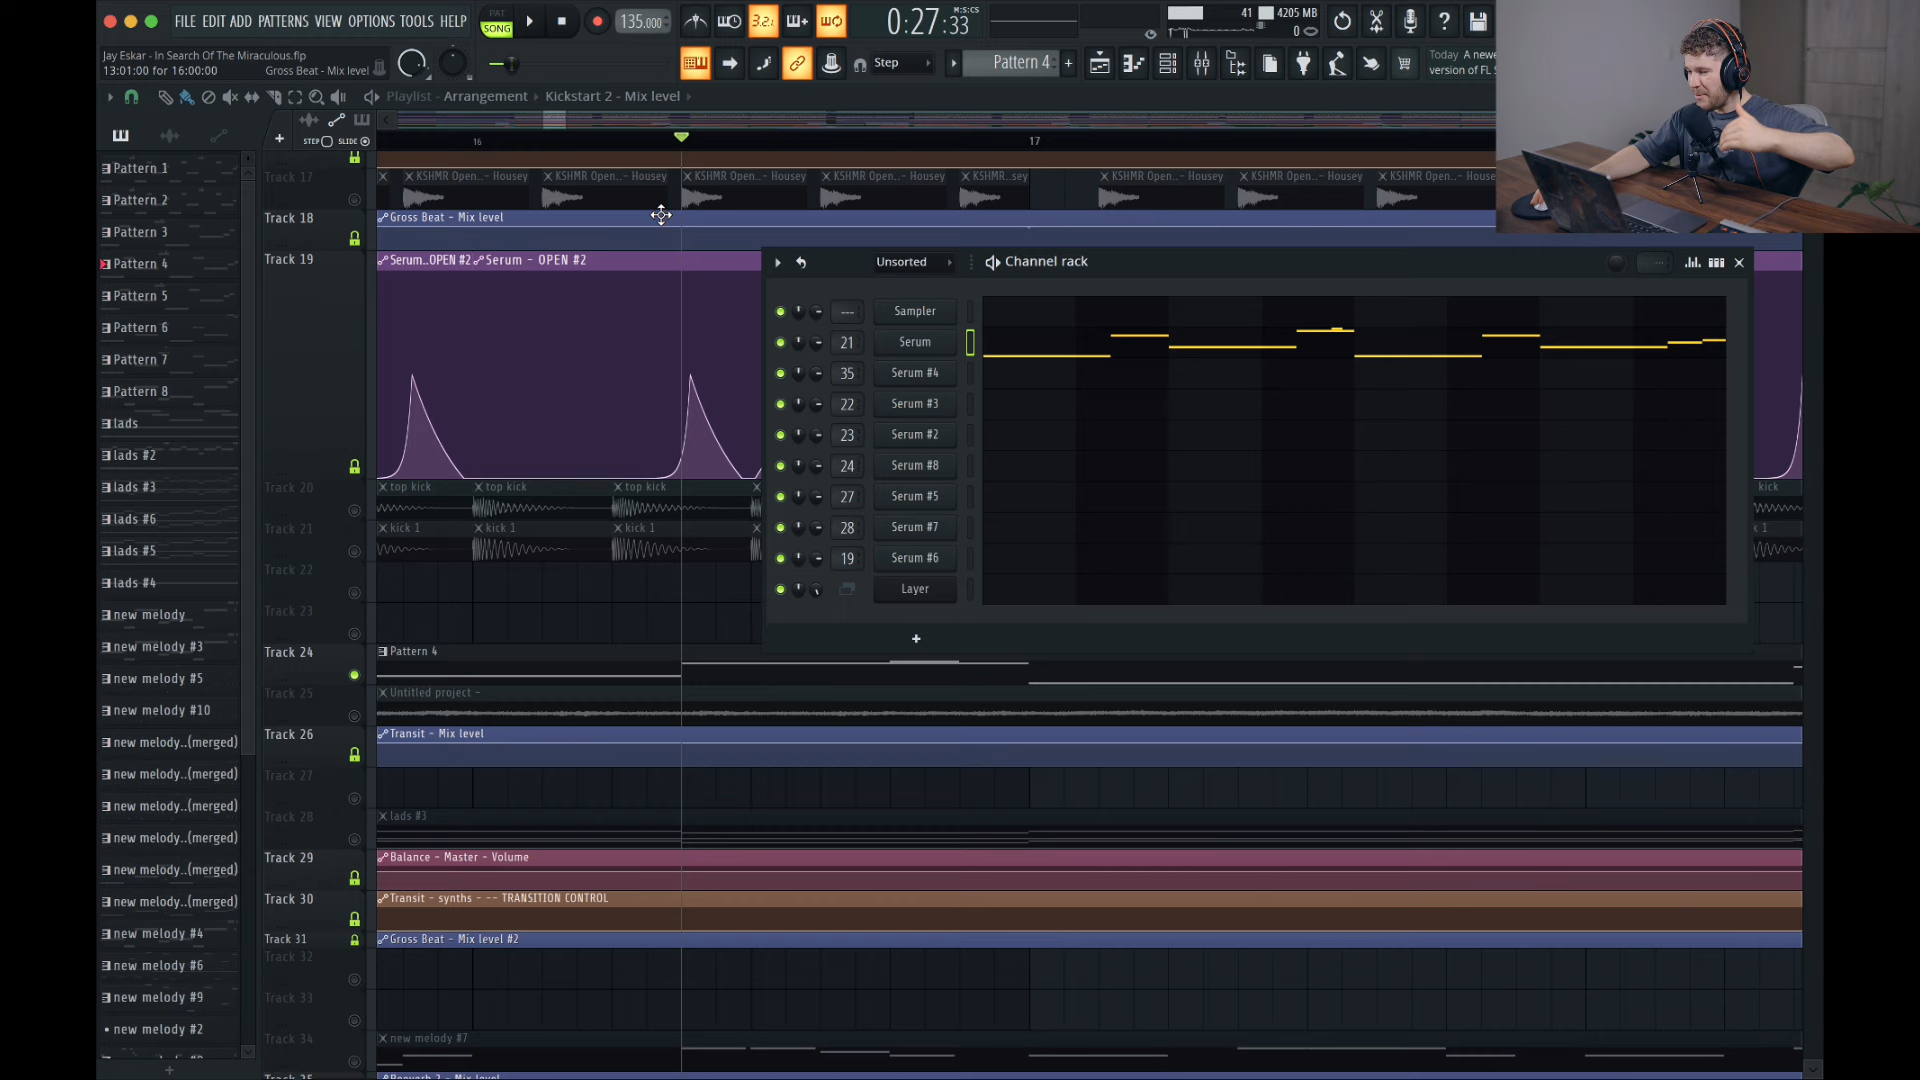 FILE EDIT ADD PATTERNS VIEW OPTIONS TOOLS HELP
PAT
SONG
135.000
3.2.
0:27:33
M:S:CS
41
4205 MB
0
Jay Eskar - In Search Of The Miraculous.flp
13:01:00 for 16:00:00
Gross Beat - Mix level
Step
Pattern 4
Today A newe
version of FL S
Playlist - Arrangement
Kickstart 2 - Mix level
STEP
SLIDE
16
17
Pattern 1
Pattern 2
Pattern 3
Pattern 4
Pattern 5
Pattern 6
Pattern 7
Pattern 8
lads
lads #2
lads #3
lads #6
lads #5
lads #4
new melody
new melody #3
new melody #5
new melody #10
new melody..(merged)
new melody..(merged)
new melody..(merged)
new melody..(merged)
new melody..(merged)
new melody..(merged)
new melody #4
new melody #6
new melody #9
new melody #2
Track 17
KSHMR Open..- Housey
KSHMR Open..- Housey
KSHMR Open..- Housey
KSHMR Open..- Housey
KSHMR..sey
KSHMR Open..- Housey
KSHMR Open..- Housey
KSHMR Open..- Housey
Track 18
Gross Beat - Mix level
Track 19
Serum..OPEN #2
Serum - OPEN #2
Track 20
top kick
top kick
top kick
kick
Track 21
kick 1
kick 1
kick 1
k 1
Track 22
Track 23
Track 24
Pattern 4
Track 25
Untitled project -
Track 26
Transit - Mix level
Track 27
Track 28
lads #3
Track 29
Balance - Master - Volume
Track 30
Transit - synths - -- TRANSITION CONTROL
Track 31
Gross Beat - Mix level #2
Track 32
Track 33
Track 34
new melody #7
Unsorted
Channel rack
---
Sampler
21
Serum
35
Serum #4
22
Serum #3
23
Serum #2
24
Serum #8
27
Serum #5
28
Serum #7
19
Serum #6
Layer